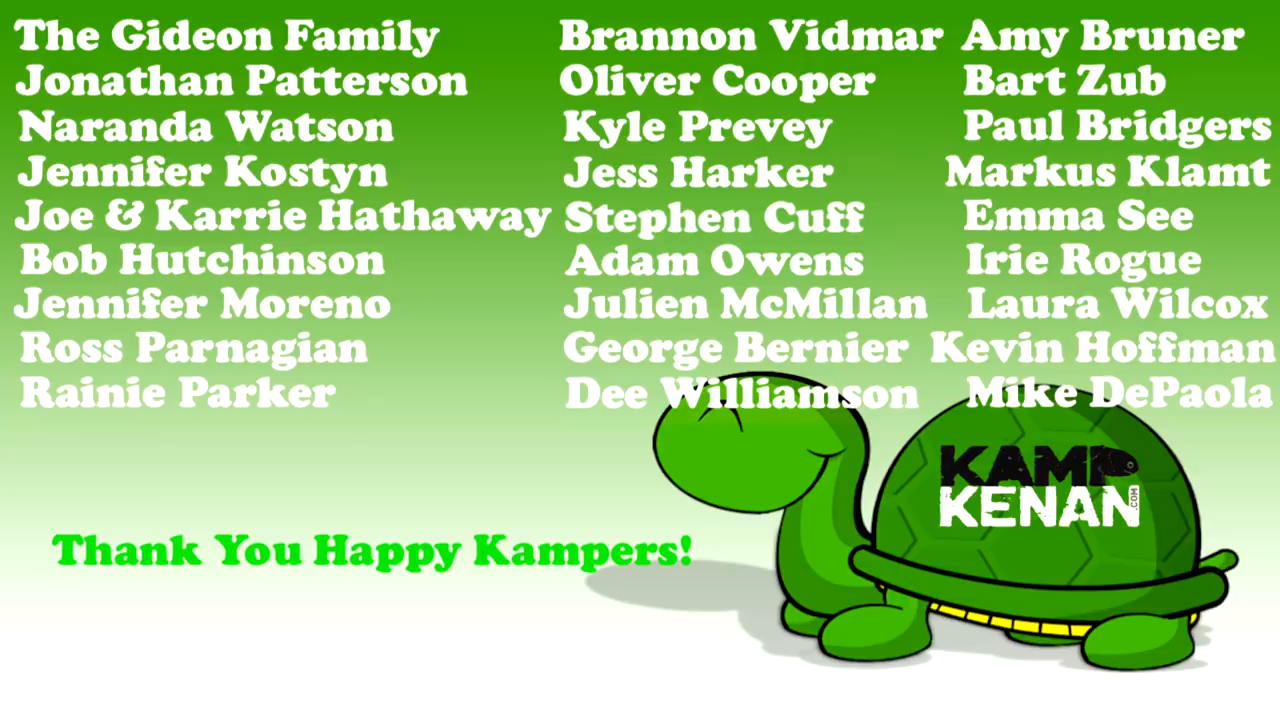 The Gideon Family
Jonathan Patterson
Naranda Watson
Jennifer Kostyn
Joe & Karrie Hathaway
Bob Hutchinson
Jennifer Moreno
Ross Parnagian
Rainie Parker
Brannon Vidmar
Oliver Cooper
Kyle Prevey
Jess Harker
Stephen Cuff
Adam Owens
Julien McMillan
George Bernier
Dee Williamson
Amy Bruner
Bart Zub
Paul Bridgers
Markus Klamt
Emma See
Irie Rogue
Laura Wilcox
Kevin Hoffman
Mike DePaola
KAMP
KENAN
.COM
Thank You Happy Kampers!